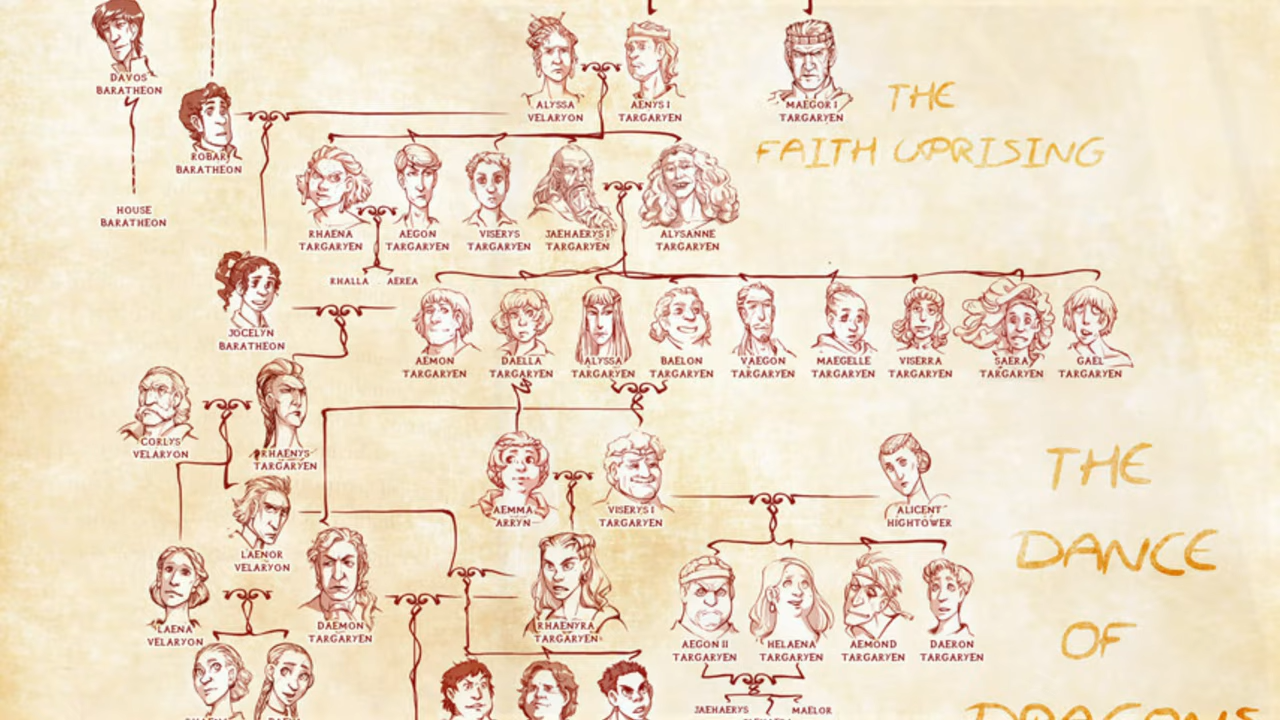 DAVOS
BARATHEON
ALYSSA
VELARYON
AENYS I
TARGARYEN
MAEGOR I
TARGARYEN
THE
FAITH UPRISING
ROBAR
BARATHEON
HOUSE
BARATHEON
RHAENA
TARGARYEN
AEGON
TARGARYEN
VISERYS
TARGARYEN
JAEHAERYS I
TARGARYEN
ALYSANNE
TARGARYEN
RHALLA
AEREA
JOCELYN
BARATHEON
AEMON
TARGARYEN
DAELLA
TARGARYEN
ALYSSA
TARGARYEN
BAELON
TARGARYEN
VAEGON
TARGARYEN
MAEGELLE
TARGARYEN
VISERRA
TARGARYEN
SAERA
TARGARYEN
GAEL
TARGARYEN
CORLYS
VELARYON
RHAENYS
TARGARYEN
AEMMA
ARRYN
VISERYS I
TARGARYEN
ALICENT
HIGHTOWER
THE
DANCE
OF
DRAGONS
LAENOR
VELARYON
LAENA
VELARYON
DAEMON
TARGARYEN
RHAENYRA
TARGARYEN
AEGON II
TARGARYEN
HELAENA
TARGARYEN
AEMOND
TARGARYEN
DAERON
TARGARYEN
JAEHAERYS
MAELOR